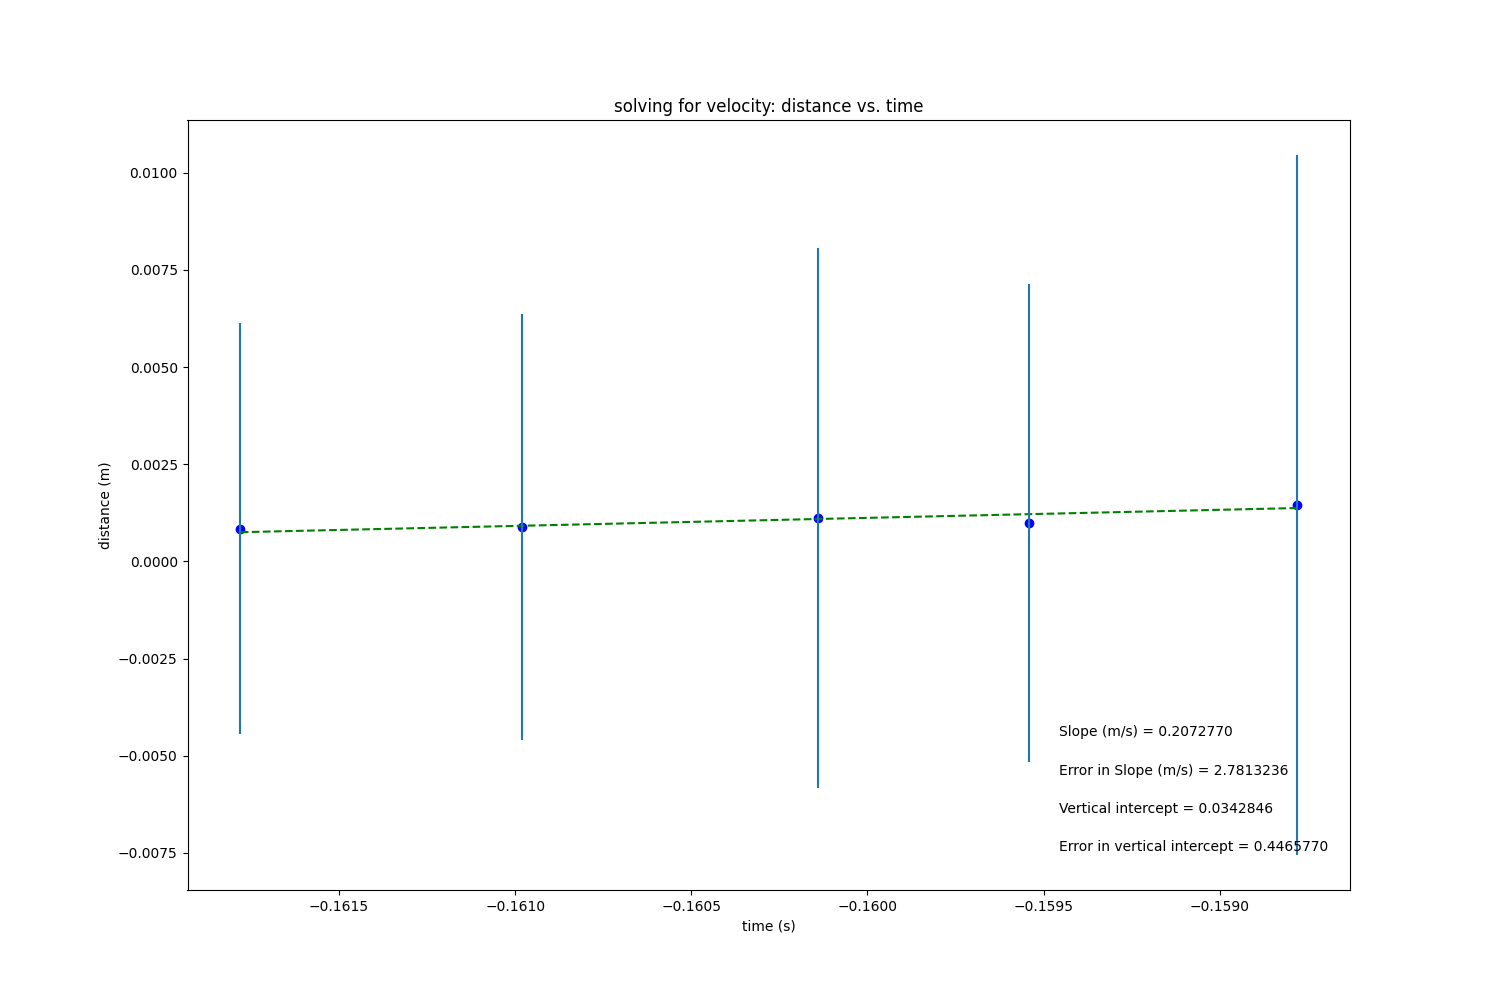 solving for velocity: distance vs. time
0.0100
0.0075
0.0050
0.0025
0.0000
−0.0025
−0.0050
−0.0075
distance (m)
Slope (m/s) = 0.2072770
Error in Slope (m/s) = 2.7813236
Vertical intercept = 0.0342846
Error in vertical intercept = 0.4465770
−0.1615 −0.1610 −0.1605 −0.1600 −0.1595 −0.1590
time (s)